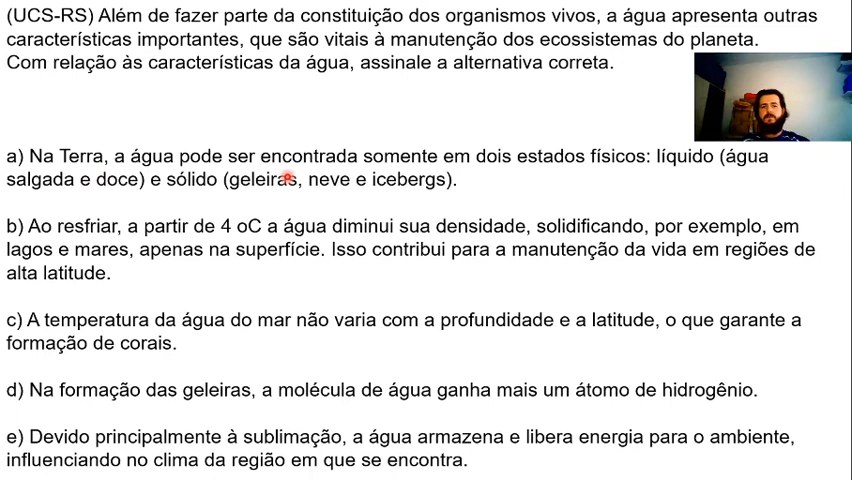 (UCS-RS) Além de fazer parte da constituição dos organismos vivos, a água apresenta outras
características importantes, que são vitais à manutenção dos ecossistemas do planeta.
Com relação às características da água, assinale a alternativa correta.
a) Na Terra, a água pode ser encontrada somente em dois estados físicos: líquido (água
salgada e doce) e sólido (geleiras, neve e icebergs).
b) Ao resfriar, a partir de 4 oC a água diminui sua densidade, solidificando, por exemplo, em
lagos e mares, apenas na superfície. Isso contribui para a manutenção da vida em regiões de
alta latitude.
c) A temperatura da água do mar não varia com a profundidade e a latitude, o que garante a
formação de corais.
d) Na formação das geleiras, a molécula de água ganha mais um átomo de hidrogênio.
e) Devido principalmente à sublimação, a água armazena e libera energia para o ambiente,
influenciando no clima da região em que se encontra.